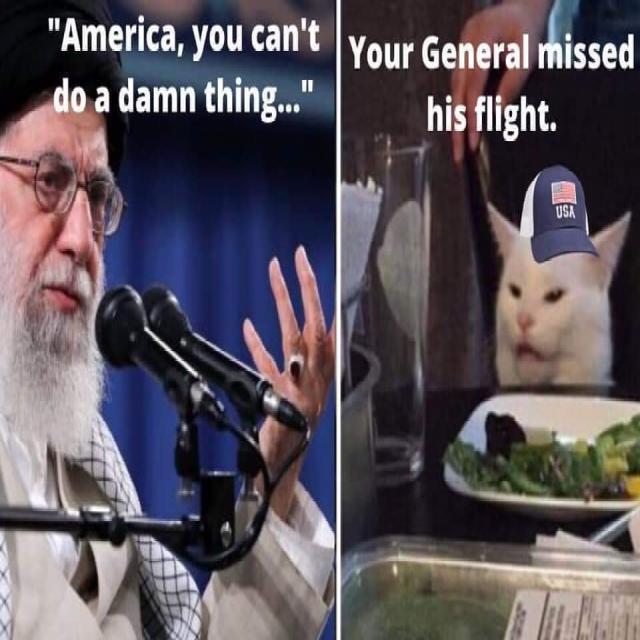 "America, you can't
do a damn thing..."
Your General missed
his flight.
USA